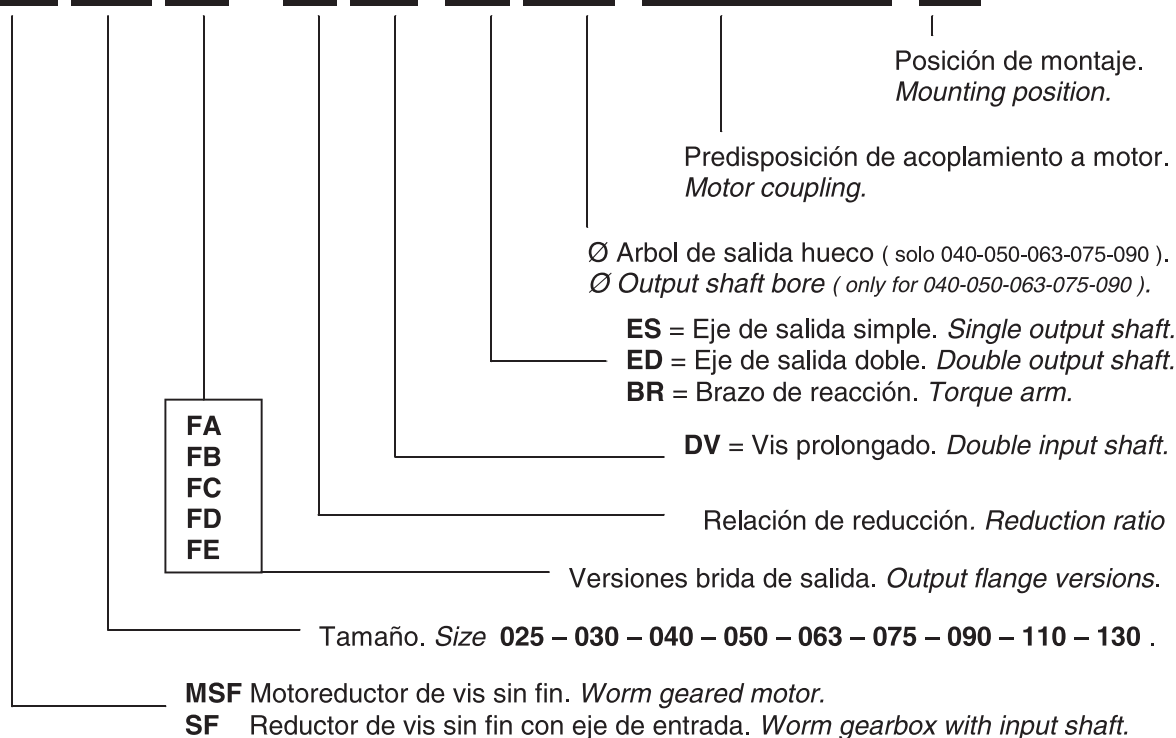 Posición de montaje.
Mounting position.
Predisposición de acoplamiento a motor.
Motor coupling.
Ø Arbol de salida hueco ( solo 040-050-063-075-090 ).
Ø Output shaft bore ( only for 040-050-063-075-090 ).
ES = Eje de salida simple. Single output shaft.
ED = Eje de salida doble. Double output shaft.
BR = Brazo de reacción. Torque arm.
FA
FB
FC
FD
FE
DV = Vis prolongado. Double input shaft.
Relación de reducción. Reduction ratio
Versiones brida de salida. Output flange versions.
Tamaño. Size 025 – 030 – 040 – 050 – 063 – 075 – 090 – 110 – 130 .
MSF Motoreductor de vis sin fin. Worm geared motor.
SF Reductor de vis sin fin con eje de entrada. Worm gearbox with input shaft.